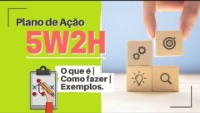 Plano de Ação
5W2H
O que é|
Como fazer|
Exemplos.